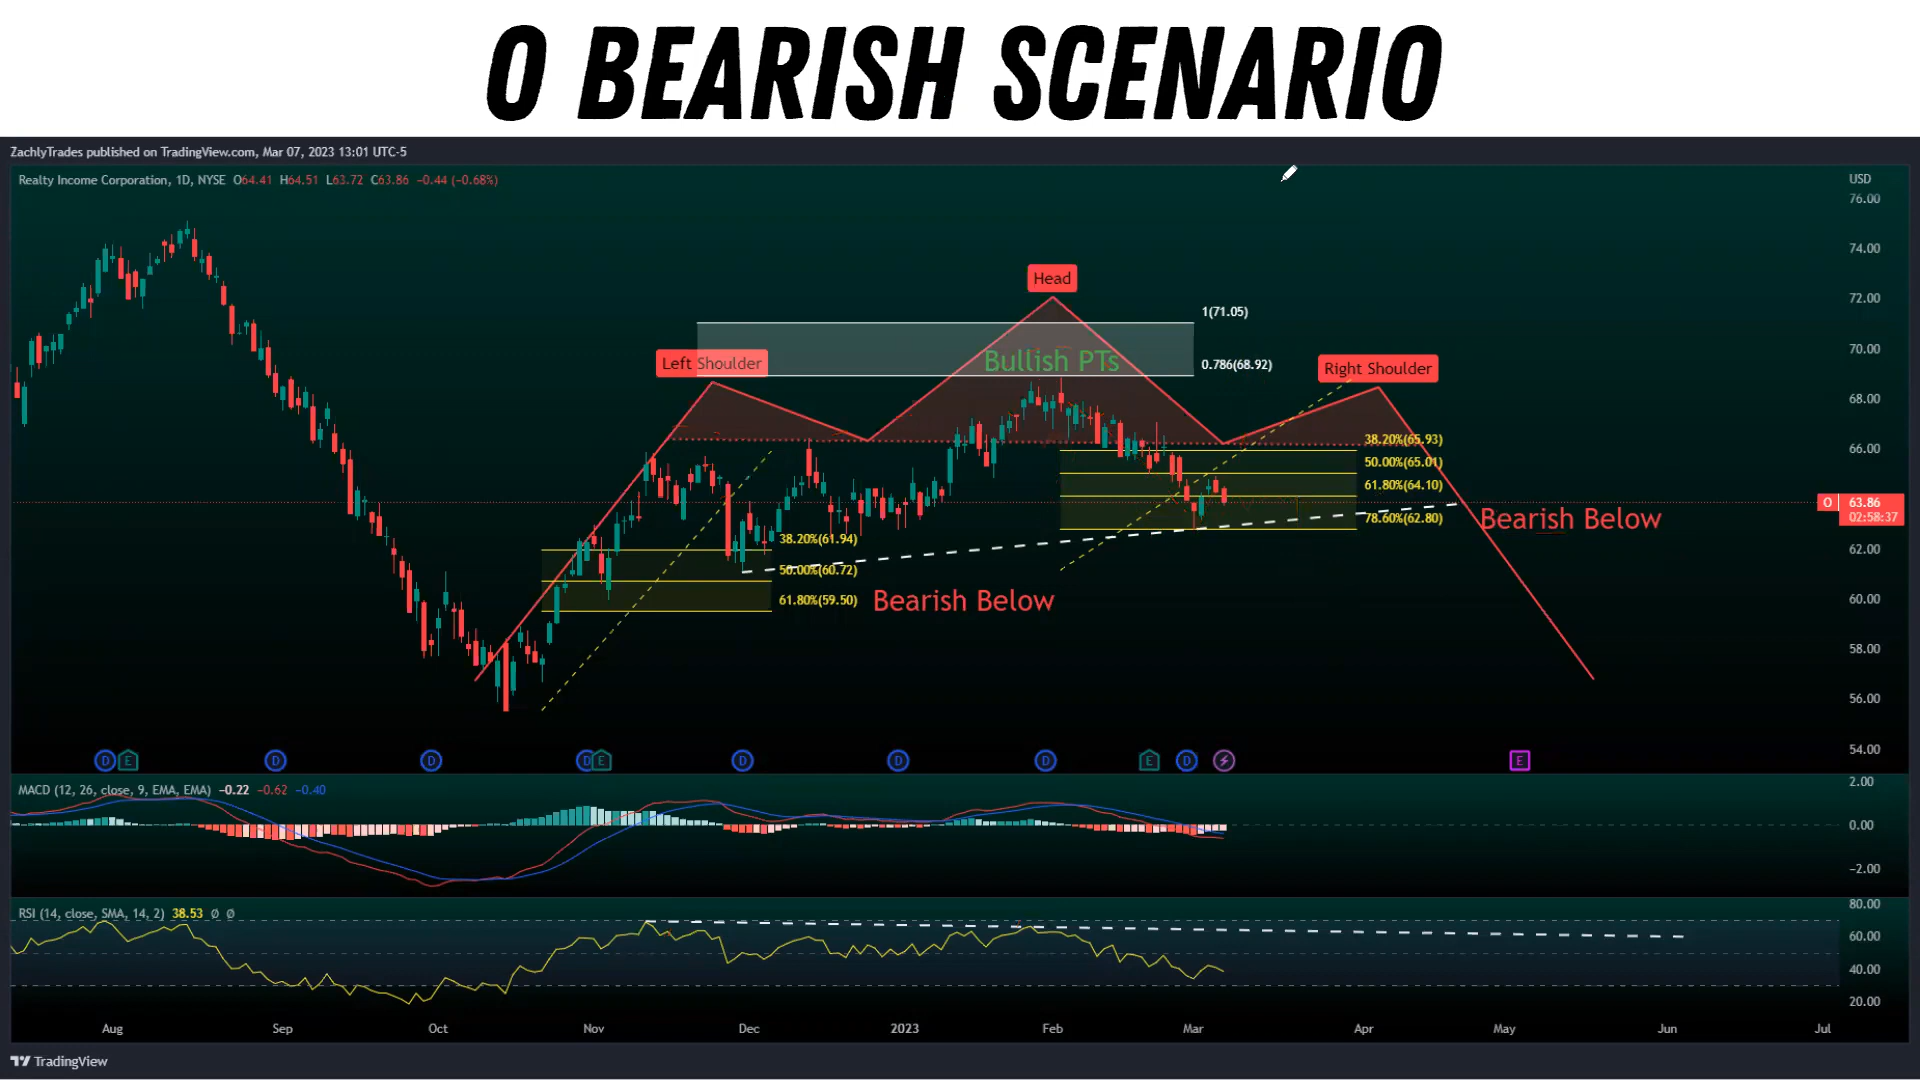 O BEARISH SCENARIO
ZachlyTrades published on TradingView.com, Mar 07, 2023 13:01 UTC-5
Realty Income Corporation, 1D, NYSE O64.41 H64.51 L63.72 C63.86 −0.44 (−0.68%)
USD
76.00
74.00
72.00
70.00
68.00
66.00
O 63.86
02:58:37
62.00
60.00
58.00
56.00
54.00
Head
1(71.05)
Left Shoulder
Bullish PTs
0.786(68.92)
Right Shoulder
38.20%(65.93)
50.00%(65.01)
61.80%(64.10)
78.60%(62.80)
Bearish Below
38.20%(61.94)
50.00%(60.72)
61.80%(59.50)
Bearish Below
D E D D D E D D D E D E
MACD (12, 26, close, 9, EMA, EMA) −0.22 −0.62 −0.40
2.00
0.00
−2.00
RSI (14, close, SMA, 14, 2) 38.53 Ø Ø
80.00
60.00
40.00
20.00
Aug Sep Oct Nov Dec 2023 Feb Mar Apr May Jun Jul
TradingView